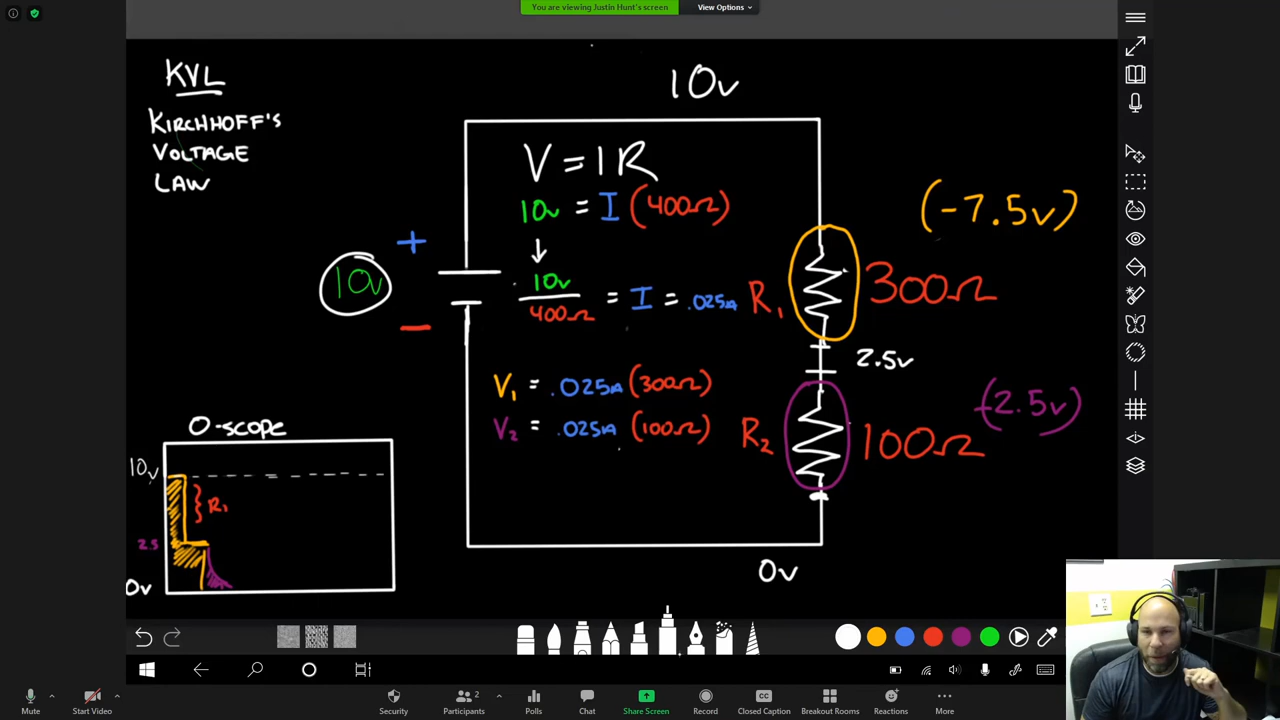 You are viewing Justin Hunt's screen
View Options
KVL
KIRCHHOFF'S
VOLTAGE
LAW
10v
V = IR
10v = I (400Ω)
10v
400Ω
= I = .025A
10v
+
−
R1
300Ω
(-7.5v)
2.5v
V1 = .025A (300Ω)
V2 = .025A (100Ω)
R2
100Ω
(-2.5v)
0v
O-scope
10v
R1
2.5
0v
Mute
Start Video
Security
Participants
2
Polls
Chat
Share Screen
Record
Closed Caption
Breakout Rooms
Reactions
More